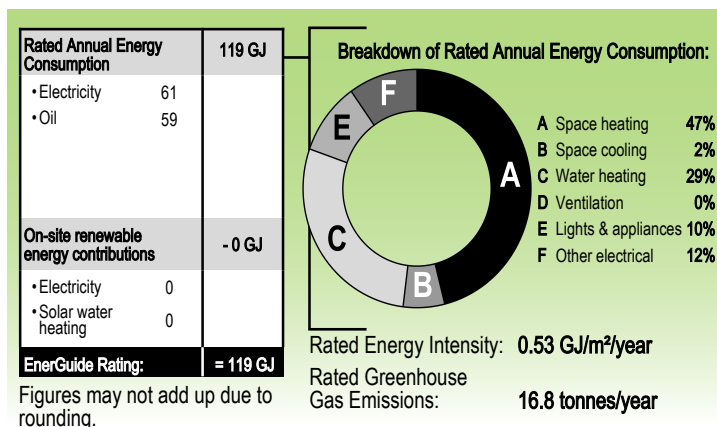 Rated Annual Energy
Consumption
119 GJ
• Electricity 61
• Oil 59
On-site renewable
energy contributions
- 0 GJ
• Electricity 0
• Solar water
heating 0
EnerGuide Rating: = 119 GJ
Figures may not add up due to
rounding.
Breakdown of Rated Annual Energy Consumption:
F
E
A
C
B
A Space heating 47%
B Space cooling 2%
C Water heating 29%
D Ventilation 0%
E Lights & appliances 10%
F Other electrical 12%
Rated Energy Intensity: 0.53 GJ/m²/year
Rated Greenhouse
Gas Emissions: 16.8 tonnes/year